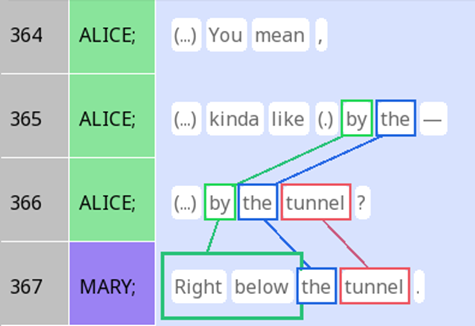 364 ALICE; (...) You mean ,
365 ALICE; (...) kinda like (.) by the —
366 ALICE; (...) by the tunnel ?
367 MARY; Right below the tunnel .